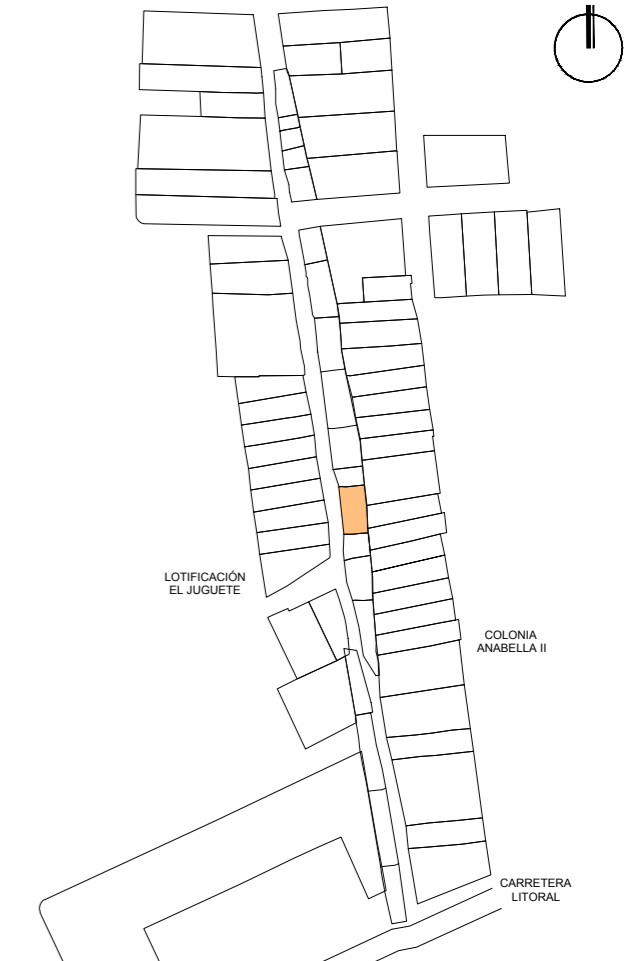 LOTIFICACIÓN
EL JUGUETE
COLONIA
ANABELLA II
CARRETERA
LITORAL